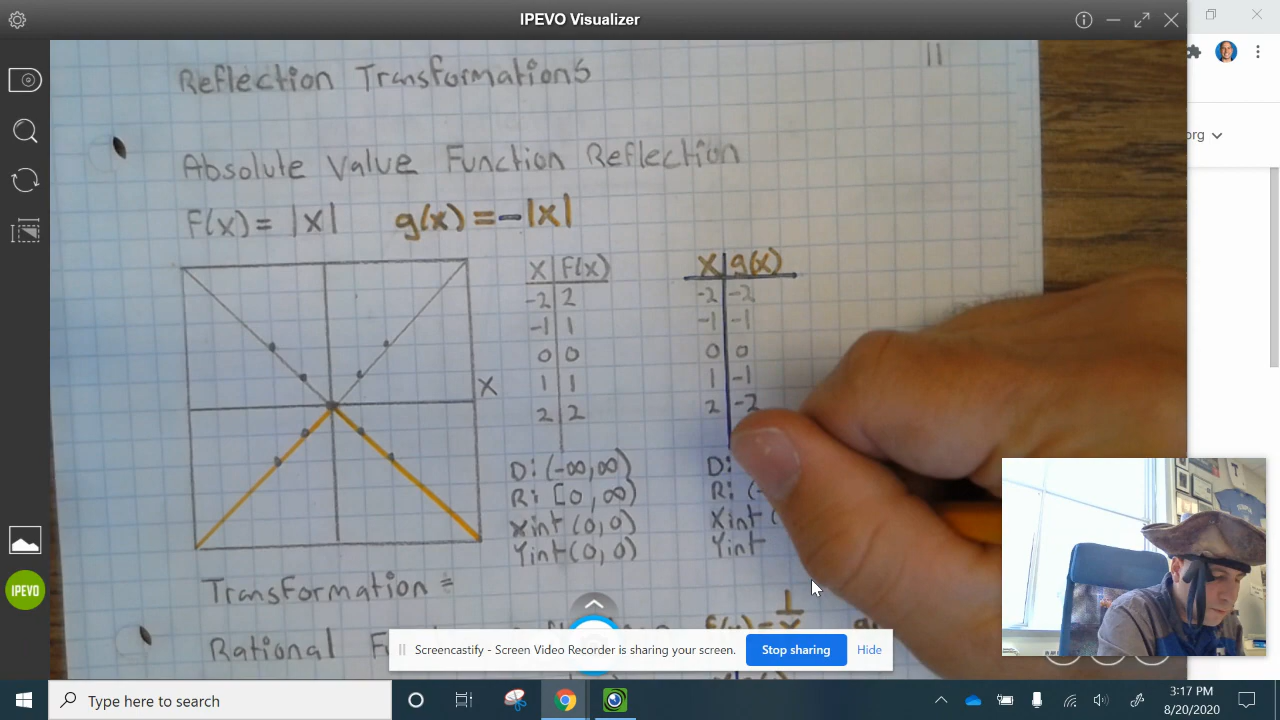 IPEVO Visualizer
Reflection Transformations
11
Absolute Value Function Reflection
F(x) = |x| g(x) = -|x|
org
X F(x)
-2 2
-1 1
0 0
1 1
2 2
X g(x)
-2 -2
-1 -1
0 0
1 -1
2 -2
X
D: (-∞,∞)
R: [0, ∞)
Xint (0, 0)
Yint (0, 0)
D:
R: (-
Xint (
Yint
Transformation =
Rational
IPEVO
Screencastify - Screen Video Recorder is sharing your screen.
Stop sharing
Hide
Type here to search
3:17 PM
8/20/2020